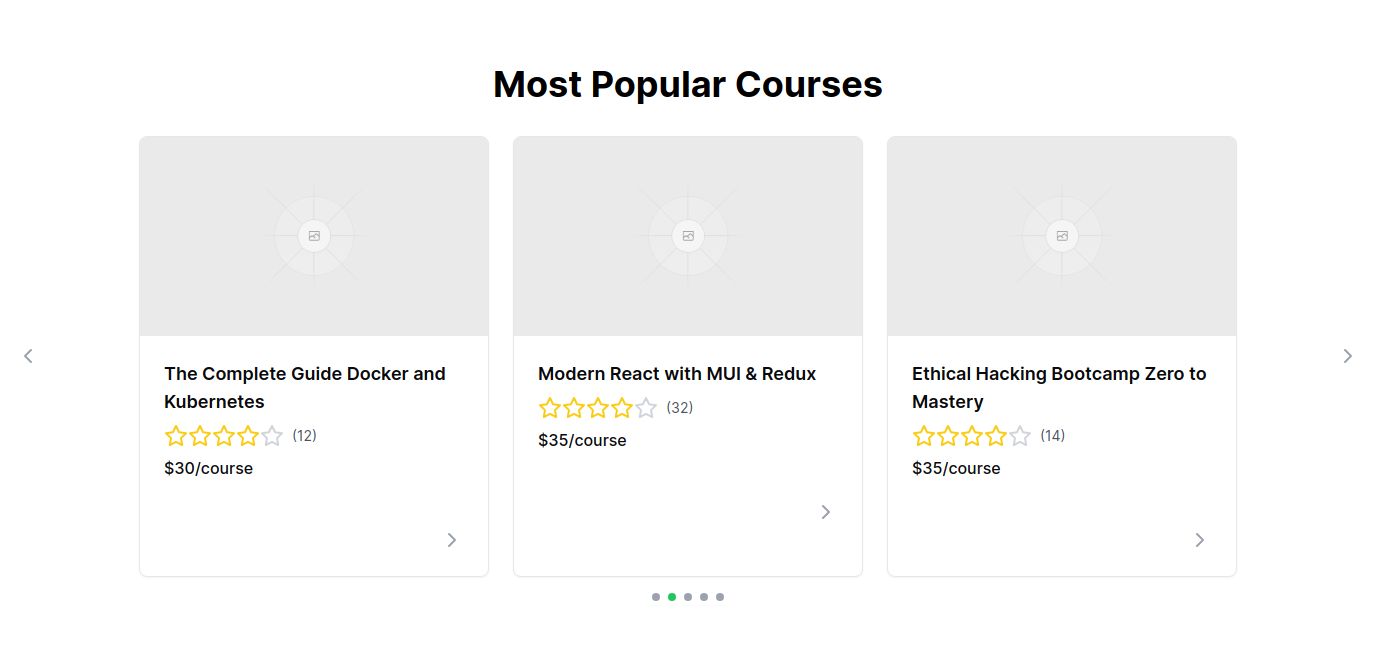 Most Popular Courses
The Complete Guide Docker and
Kubernetes
(12)
$30/course
Modern React with MUI & Redux
(32)
$35/course
Ethical Hacking Bootcamp Zero to
Mastery
(14)
$35/course